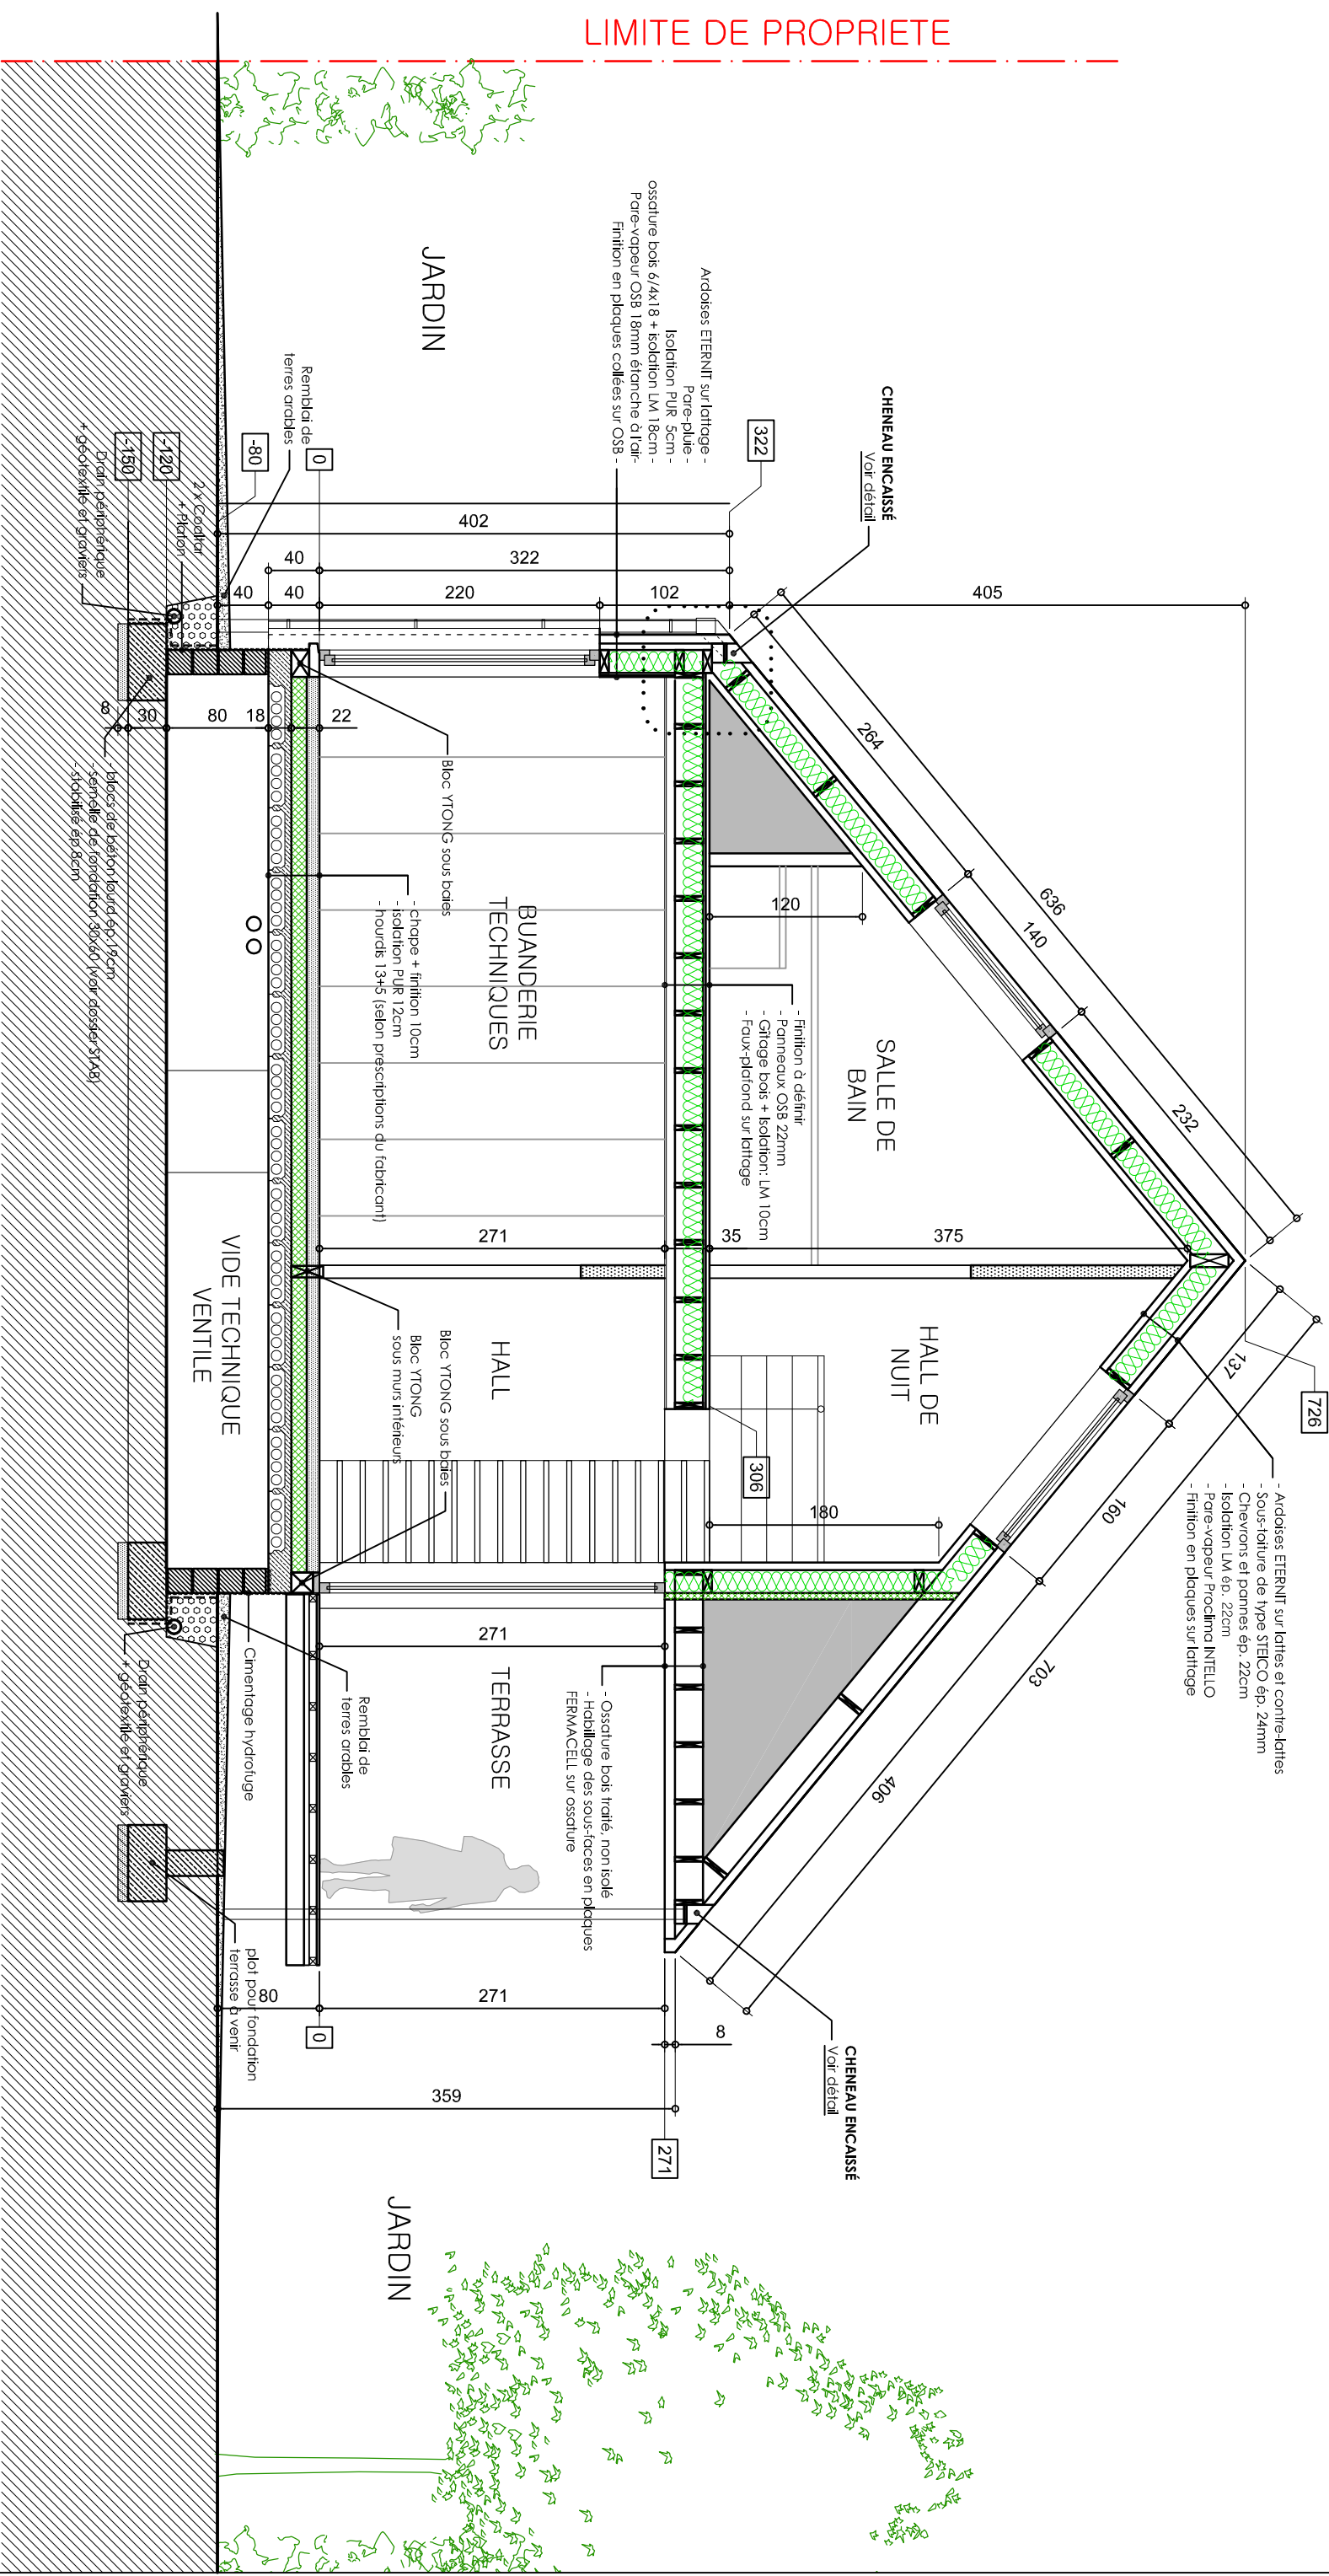 LIMITE DE PROPRIETE
726
- Ardoises ETERNIT sur lattes et contre-lattes
- Sous-toiture de type STEICO ép. 24mm
- Chevrons et pannes ép. 22cm
- Isolation LM ép. 22cm
- Pare-vapeur Proclima INTELLO
- Finition en plaques sur lattage
405
636
264
140
232
137
160
703
406
CHENEAU ENCAISSÉ
Voir détail
322
Ardoises ETERNIT sur lattage -
Pare-pluie -
Isolation PUR 5cm -
ossature bois 6/4x18 + isolation LM 18cm -
Pare-vapeur OSB 18mm étanche à l'air-
Finition en plaques collées sur OSB -
SALLE DE
BAIN
120
375
35
- Finition à définir
- Panneaux OSB 22mm
- Gîtage bois + Isolation: LM 10cm
- Faux-plafond sur lattage
HALL DE
NUIT
306
180
CHENEAU ENCAISSÉ
Voir détail
JARDIN
402
40
322
40
40
220
102
BUANDERIE
TECHNIQUES
271
HALL
271
TERRASSE
- Ossature bois traité, non isolé
- Habillage des sous-faces en plaques
FERMACELL sur ossature
8
271
359
80
271
0
JARDIN
Bloc YTONG sous baies
- chape + finition 10cm
- isolation PUR 12cm
- hourdis 13+5 (selon prescriptions du fabricant)
Bloc YTONG sous baies
Bloc YTONG
sous murs intérieurs
Remblai de
terres arables
0
-80
-120
-150
2 x Coaltar
+ Platon
Drain périphérique
+ géotextile et graviers
8
30
80
18
22
VIDE TECHNIQUE
VENTILE
- blocs de béton lourd ép.19cm
- semelle de fondation 30x60 (voir dossier STAB)
- stabilisé ép.8cm
Remblai de
terres arables
Cimentage hydrofuge
Drain périphérique
+ géotextile et graviers
plot pour fondation
terrasse à venir